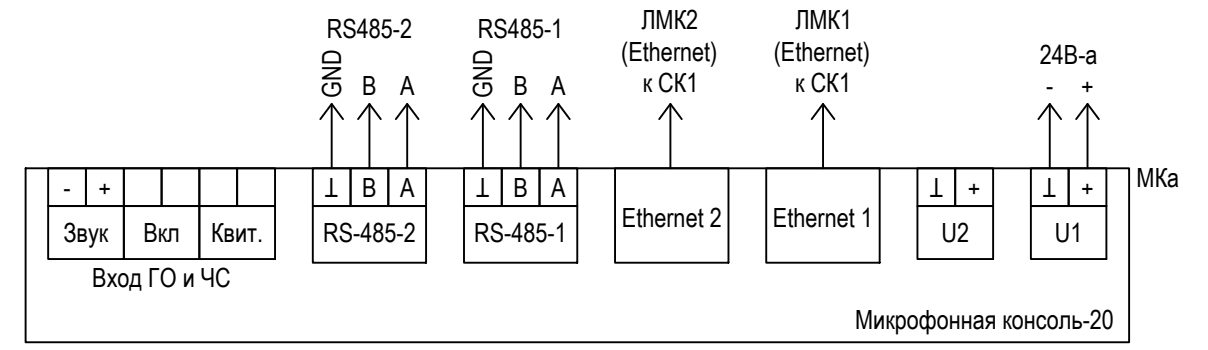 RS485-2 RS485-1 ЛМК2 ЛМК1
(Ethernet) (Ethernet) 24В-а
GND B A GND B A к СК1 к СК1 - +
- + ⊥ B A ⊥ B A ⊥ + ⊥ + МКа
Звук Вкл Квит. RS-485-2 RS-485-1 Ethernet 2 Ethernet 1 U2 U1
Вход ГО и ЧС
Микрофонная консоль-20